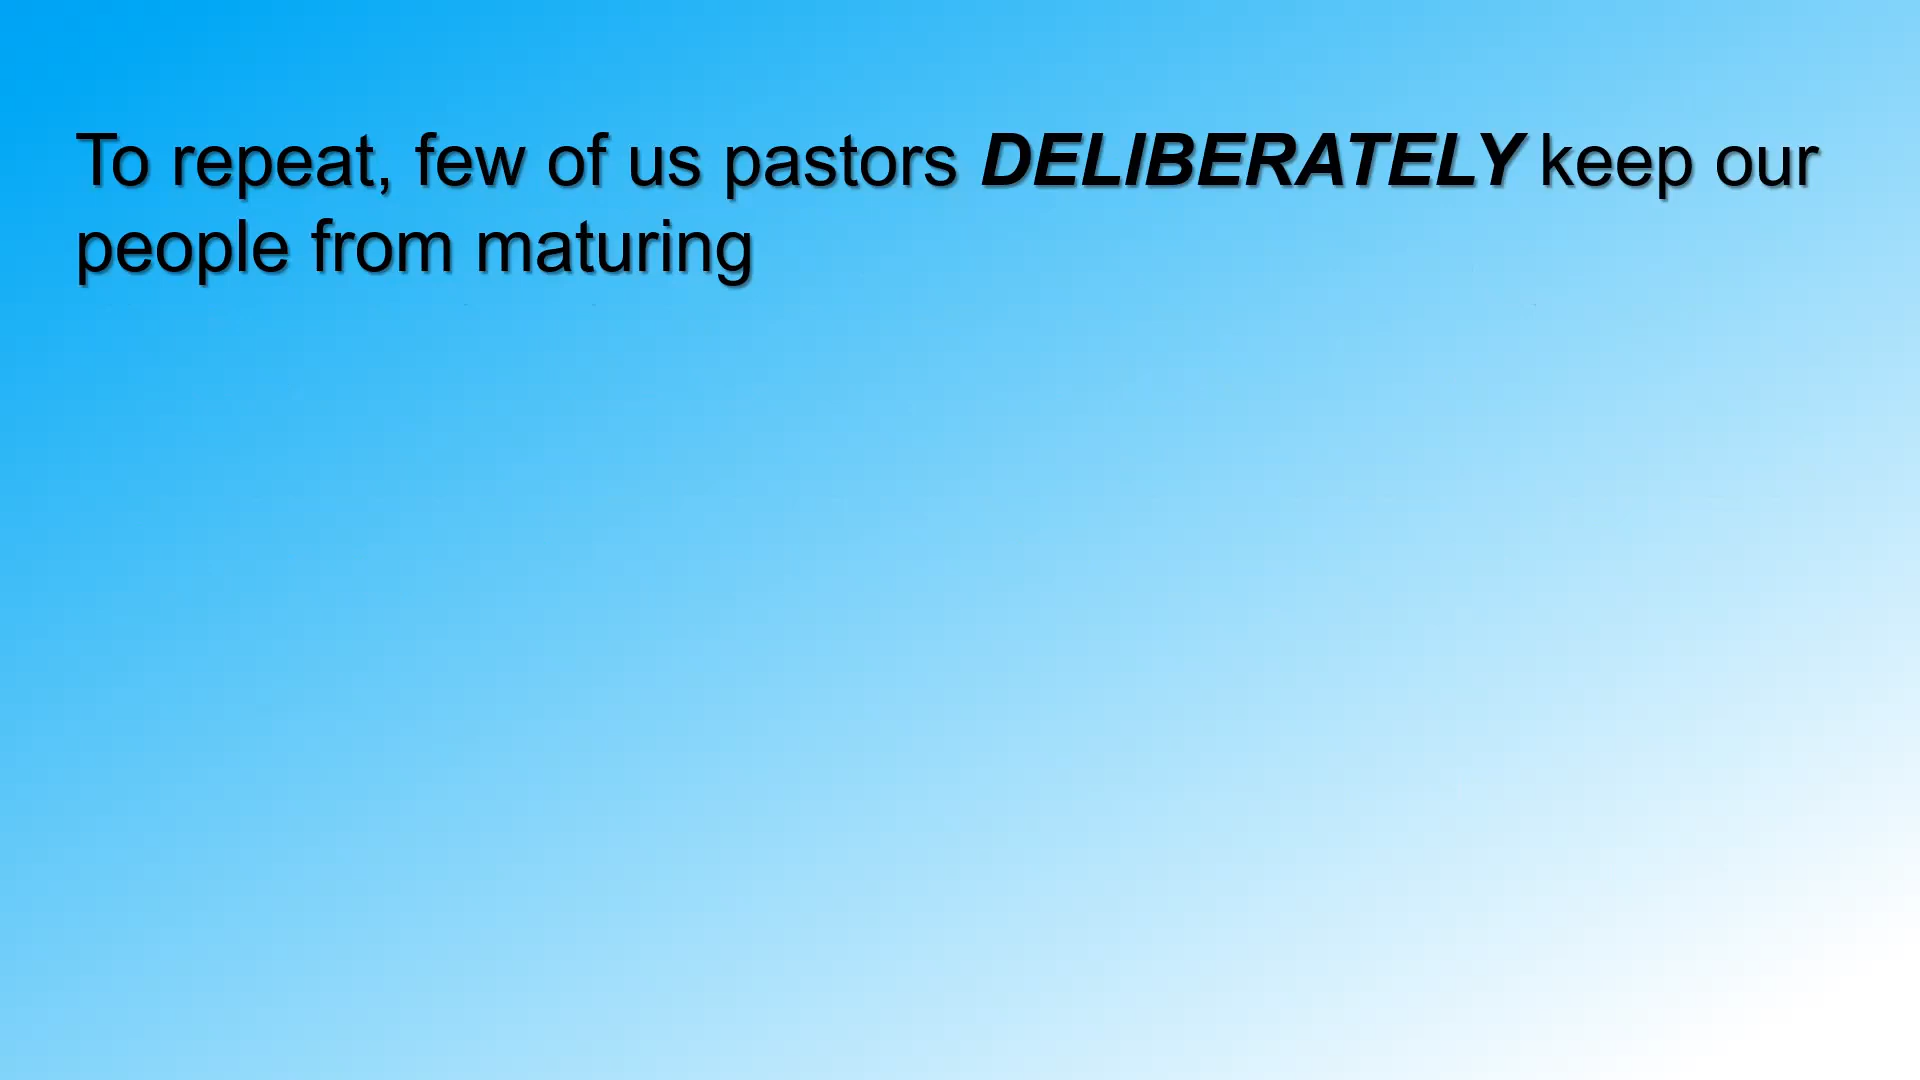 To repeat, few of us pastors DELIBERATELY keep our
people from maturing